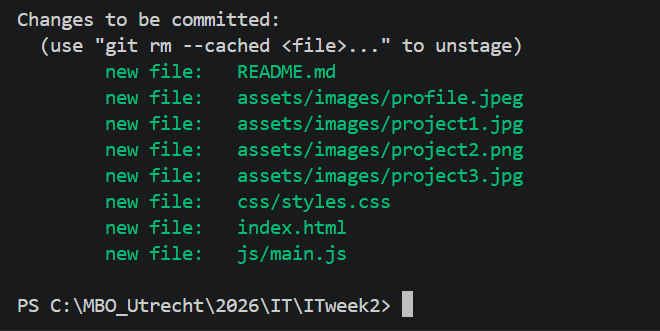 Changes to be committed:
  (use "git rm --cached <file>..." to unstage)
        new file:   README.md
        new file:   assets/images/profile.jpeg
        new file:   assets/images/project1.jpg
        new file:   assets/images/project2.png
        new file:   assets/images/project3.jpg
        new file:   css/styles.css
        new file:   index.html
        new file:   js/main.js

PS C:\MBO_Utrecht\2026\IT\ITweek2>